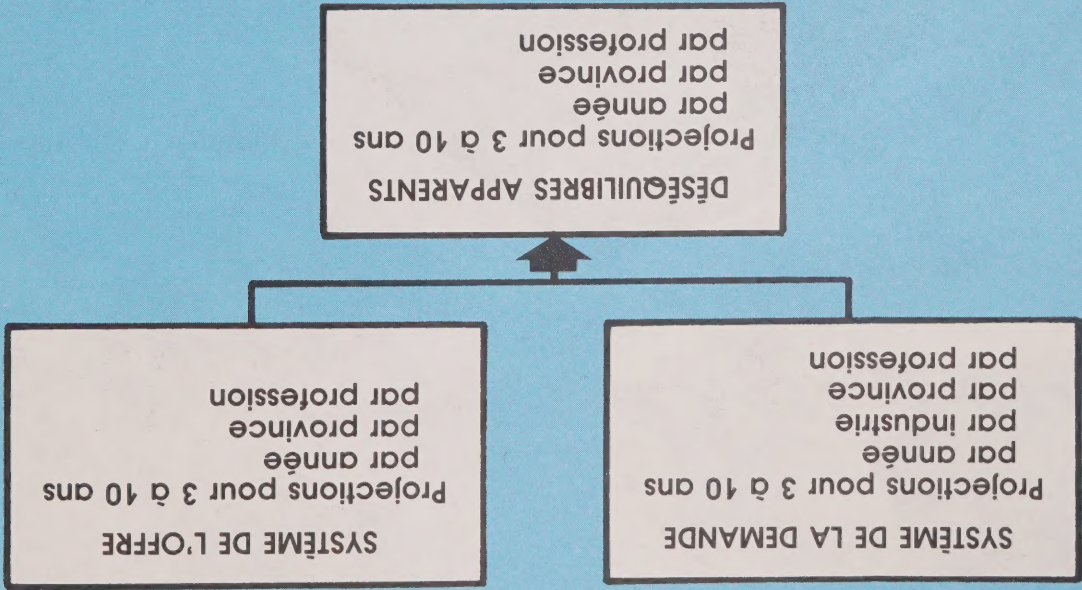 SYSTÈME DE LA DEMANDE
Projections pour 3 à 10 ans
par année
par industrie
par province
par profession
SYSTÈME DE L'OFFRE
Projections pour 3 à 10 ans
par année
par province
par profession
DÉSÉQUILIBRES APPARENTS
Projections pour 3 à 10 ans
par année
par province
par profession